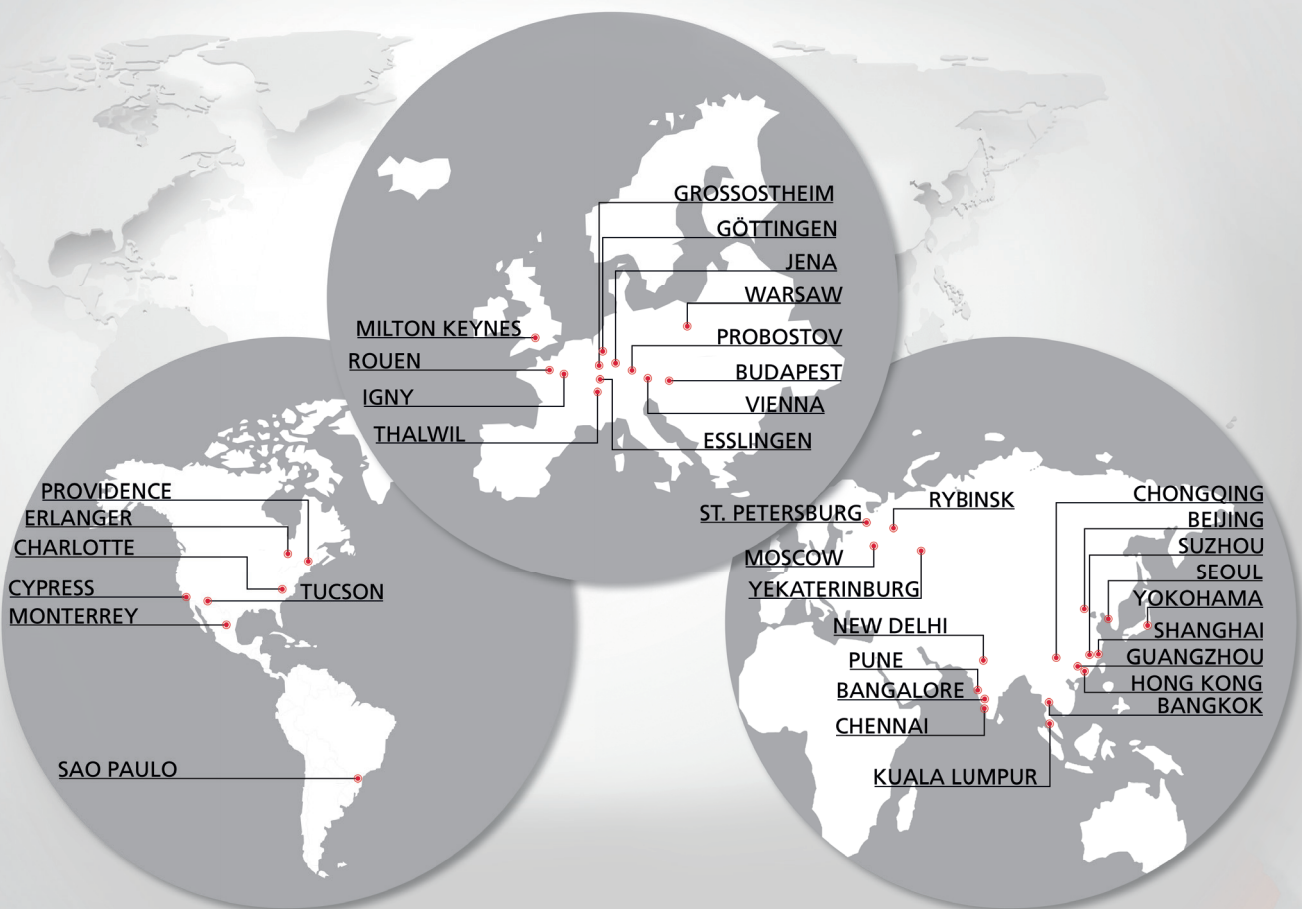 GROSSOSTHEIM
GÖTTINGEN
JENA
WARSAW
MILTON KEYNES
PROBOSTOV
ROUEN
BUDAPEST
IGNY
VIENNA
THALWIL
ESSLINGEN
PROVIDENCE
ERLANGER
CHARLOTTE
CYPRESS
TUCSON
MONTERREY
SAO PAULO
ST. PETERSBURG
RYBINSK
MOSCOW
YEKATERINBURG
NEW DELHI
PUNE
BANGALORE
CHENNAI
KUALA LUMPUR
CHONGQING
BEIJING
SUZHOU
SEOUL
YOKOHAMA
SHANGHAI
GUANGZHOU
HONG KONG
BANGKOK